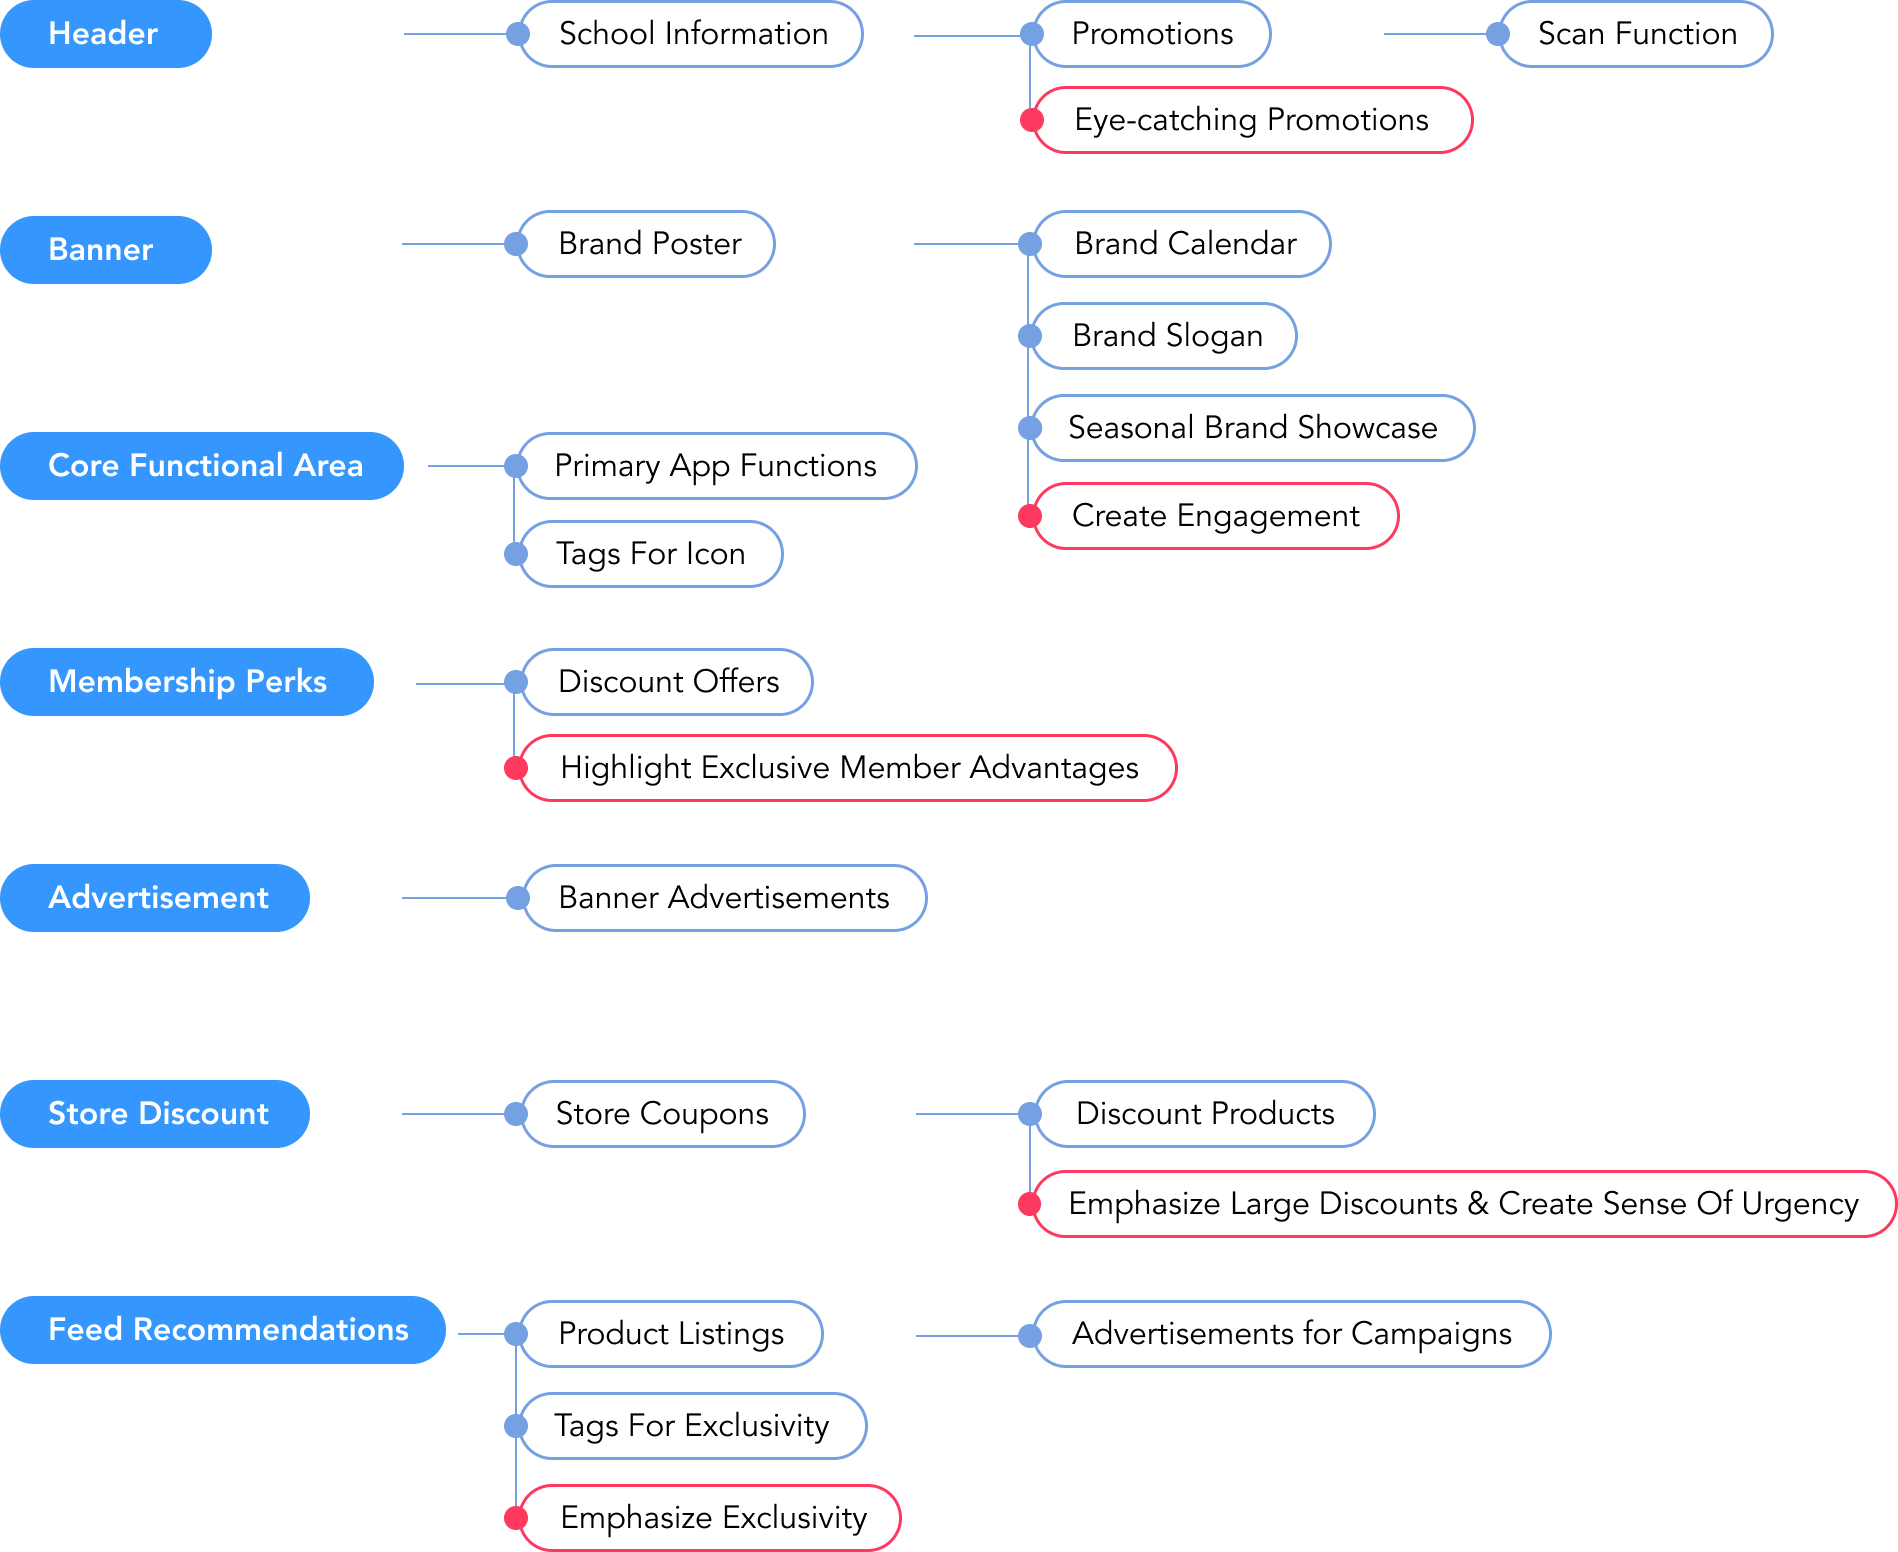 Header
School Information
Promotions
Scan Function
Eye-catching Promotions
Banner
Brand Poster
Brand Calendar
Brand Slogan
Seasonal Brand Showcase
Create Engagement
Core Functional Area
Primary App Functions
Tags For Icon
Membership Perks
Discount Offers
Highlight Exclusive Member Advantages
Advertisement
Banner Advertisements
Store Discount
Store Coupons
Discount Products
Emphasize Large Discounts & Create Sense Of Urgency
Feed Recommendations
Product Listings
Advertisements for Campaigns
Tags For Exclusivity
Emphasize Exclusivity